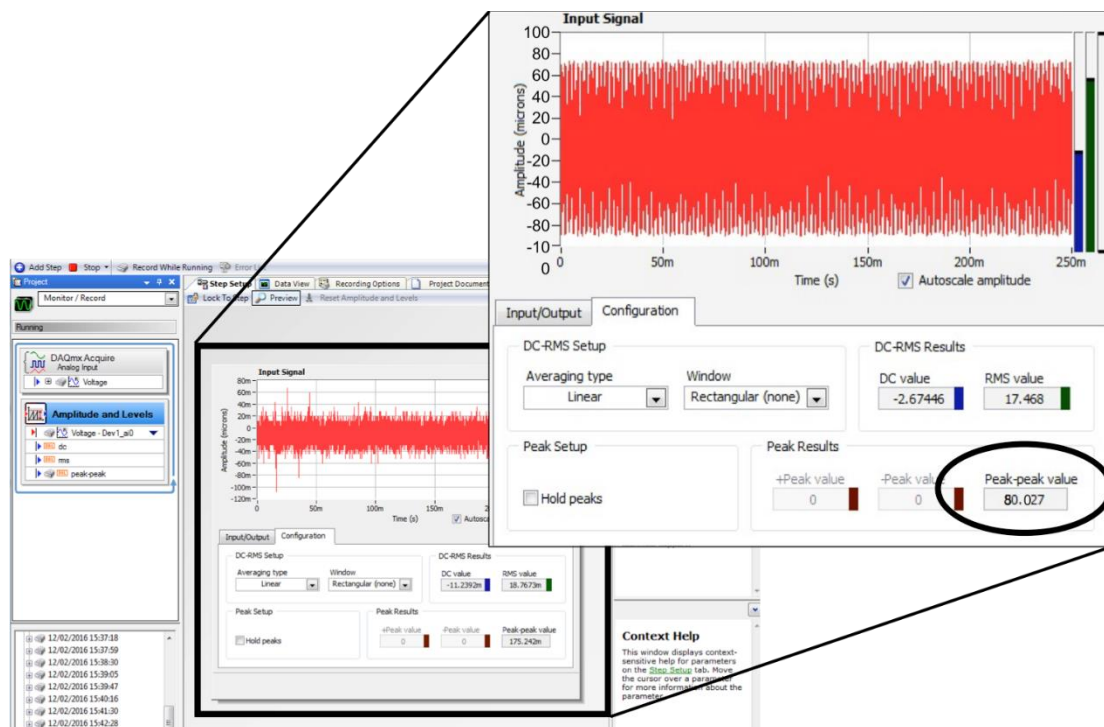 Input Signal
100
80
60
40
20
0
-20
-40
-60
-80
-10
0
Amplitude (microns)
0 50m 100m 150m 200m 250m
Time (s)
Autoscale amplitude
Input/Output Configuration
DC-RMS Setup
Averaging type Window
Linear Rectangular (none)
DC-RMS Results
DC value RMS value
-2.67446 17.468
Peak Setup
Hold peaks
Peak Results
+Peak value -Peak value Peak-peak value
0 0 80.027
Add Step Stop Record While Running
Project
Monitor / Record
Running
DAQmx Acquire
Analog Input
Voltage
Amplitude and Levels
Voltage - Dev1_ai0
dc
rms
peak-peak
12/02/2016 15:37:18
12/02/2016 15:37:59
12/02/2016 15:38:30
12/02/2016 15:39:05
12/02/2016 15:39:47
12/02/2016 15:40:16
12/02/2016 15:41:30
12/02/2016 15:42:28
Step Setup Data View Recording Options Project Document
Lock To Step Preview Reset Amplitude and Levels
Input Signal
80m
60m
40m
20m
0
-20m
-40m
-60m
-80m
-100m
-120m
Amplitude (microns)
0 50m 100m 150m 200m
Time (s)
Input/Output Configuration
DC-RMS Setup
Averaging type Window
Linear Rectangular (none)
DC-RMS Results
DC value RMS value
-11.2392m 18.7673m
Peak Setup
Hold peaks
Peak Results
+Peak value -Peak value Peak-peak value
0 0 175.242m
Context Help
This window displays context-
sensitive help for parameters
on the Step Setup tab. Move
the cursor over a parameter
for more information about the
parameter.